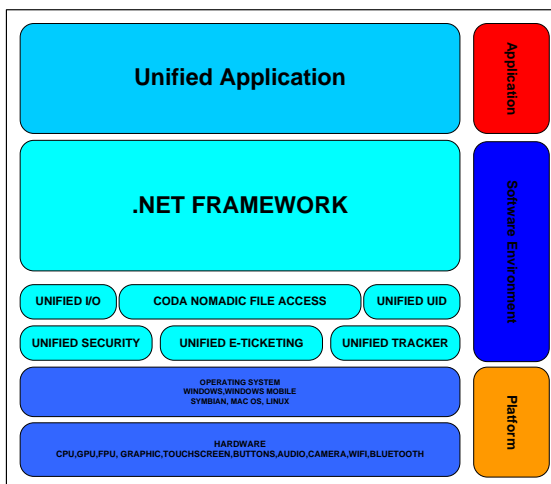 Unified Application
Application
.NET FRAMEWORK
Software Environment
UNIFIED I/O
CODA NOMADIC FILE ACCESS
UNIFIED UID
UNIFIED SECURITY
UNIFIED E-TICKETING
UNIFIED TRACKER
OPERATING SYSTEM
WINDOWS,WINDOWS MOBILE
SYMBIAN, MAC OS, LINUX
Platform
HARDWARE
CPU,GPU,FPU, GRAPHIC,TOUCHSCREEN,BUTTONS,AUDIO,CAMERA,WIFI,BLUETOOTH